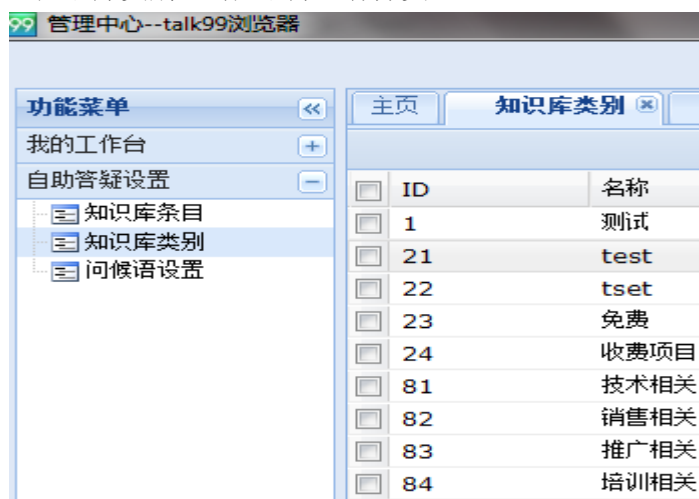 99 管理中心--talk99浏览器
功能菜单
我的工作台
自助答疑设置
知识库条目
知识库类别
问候语设置
主页 知识库类别
ID 名称
1 测试
21 test
22 tset
23 免费
24 收费项目
81 技术相关
82 销售相关
83 推广相关
84 培训相关